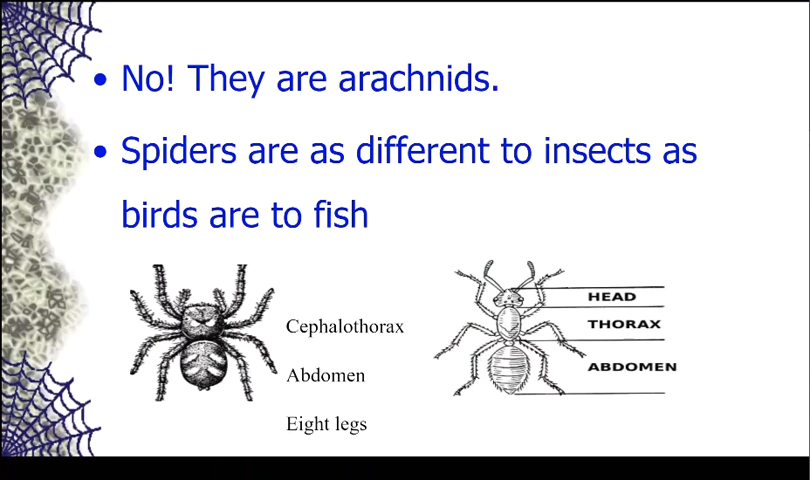 • No! They are arachnids.
• Spiders are as different to insects as
birds are to fish
Cephalothorax
Abdomen
Eight legs
HEAD
THORAX
ABDOMEN